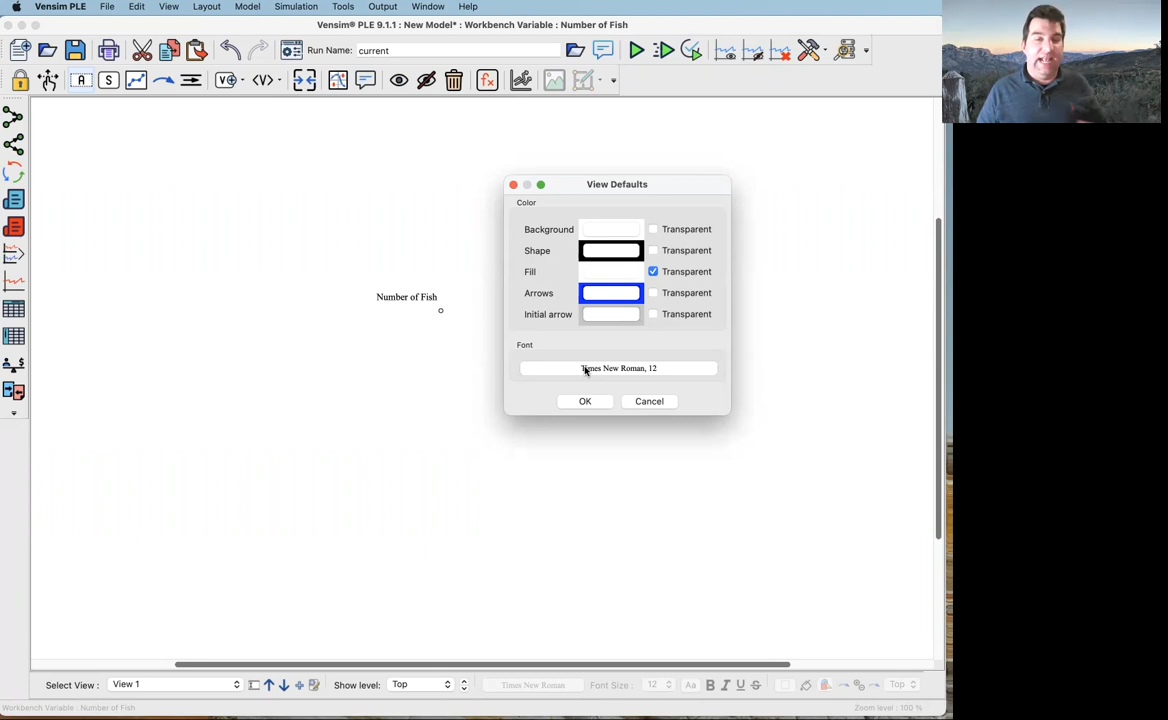 Vensim PLE File Edit View Layout Model Simulation Tools Output Window Help
Vensim® PLE 9.1.1 : New Model* : Workbench Variable : Number of Fish
Run Name: current
A S V <V> fx
View Defaults
Color
Background Transparent
Shape Transparent
Fill Transparent
Arrows Transparent
Initial arrow Transparent
Number of Fish
Font
Times New Roman, 12
OK Cancel
Select View : View 1 Show level: Top Times New Roman Font Size : 12 Aa B I U S Top
Workbench Variable : Number of Fish Zoom level : 100 %